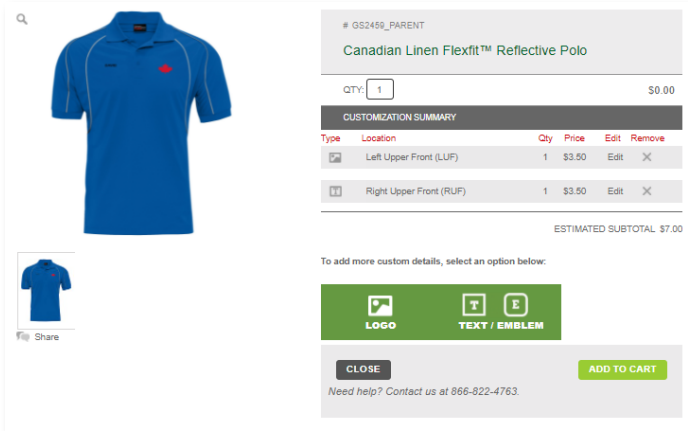 # GS2459_PARENT
Canadian Linen Flexfit™ Reflective Polo
QTY: 1 $0.00
CUSTOMIZATION SUMMARY
Type Location Qty Price Edit Remove
Left Upper Front (LUF) 1 $3.50 Edit
T Right Upper Front (RUF) 1 $3.50 Edit
ESTIMATED SUBTOTAL $7.00
To add more custom details, select an option below:
T E
LOGO TEXT / EMBLEM
Share
CLOSE ADD TO CART
Need help? Contact us at 866-822-4763.